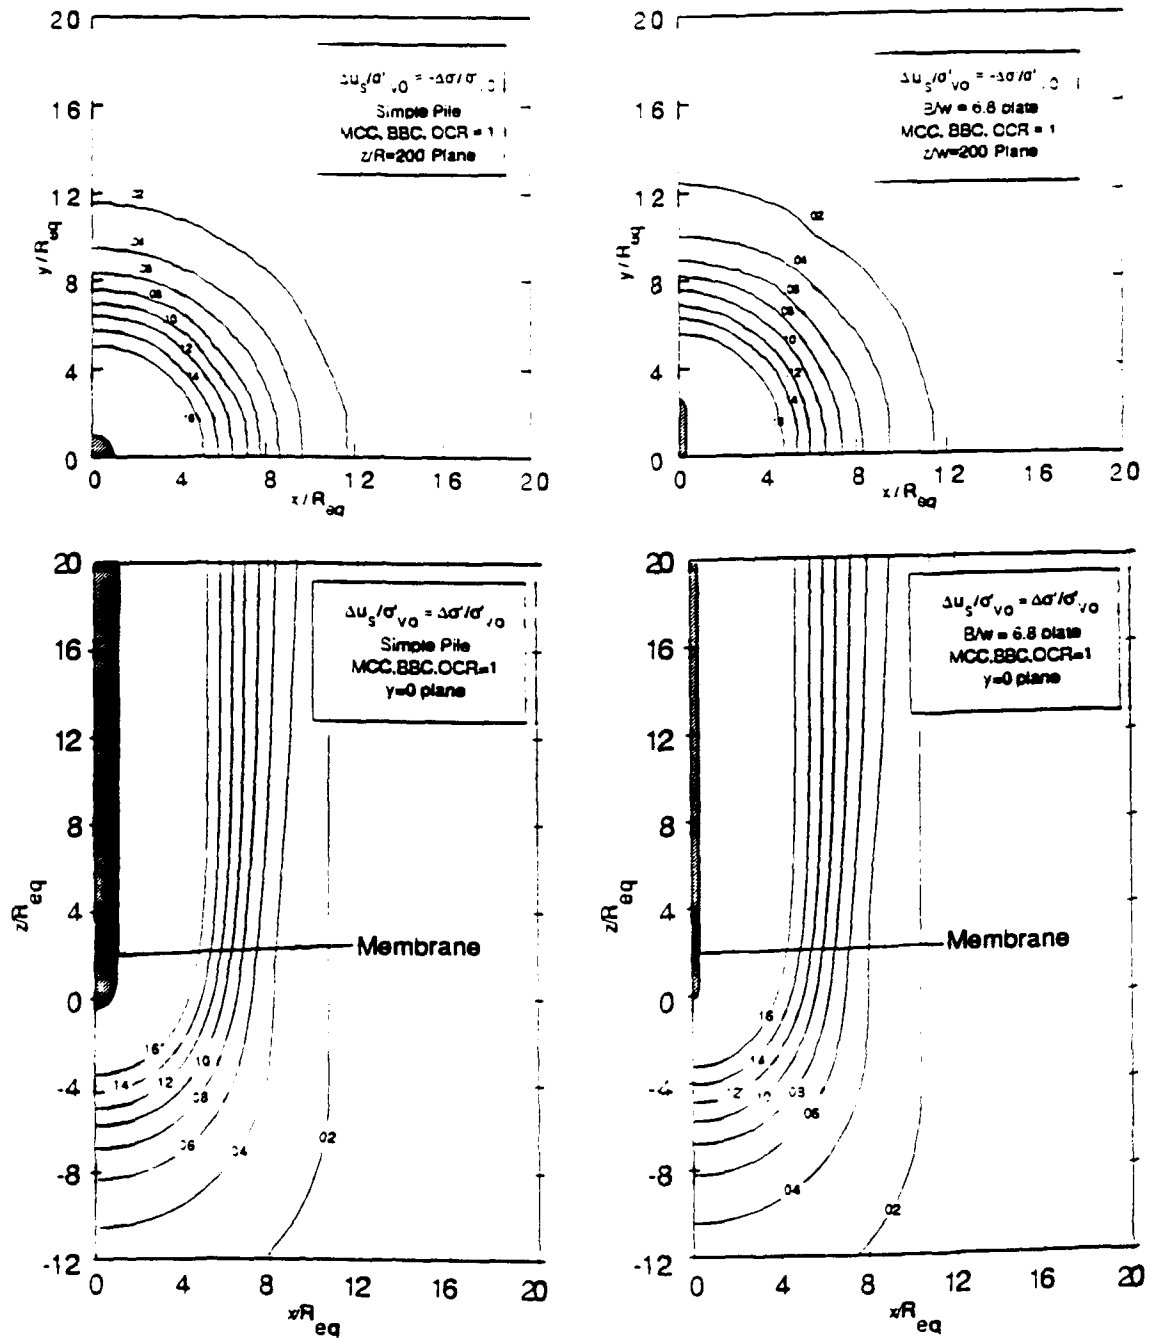 20
16
12
8
4
0
y/R_eq
0 4 8 12 16 20
x/R_eq
Δu_s/σ'_vo = -Δσ'/σ'_vo
Simple Pile
MCC, BBC, OCR = 1
z/R=200 Plane
02
04
08
10
12
14
16
20
16
12
8
4
0
y/R_eq
0 4 8 12 16 20
x/R_eq
Δu_s/σ'_vo = -Δσ'/σ'_vo
B/w = 6.8 plate
MCC, BBC, OCR = 1
z/w=200 Plane
02
04
08
10
12
20
16
12
8
4
0
-4
-8
-12
z/R_eq
0 4 8 12 16 20
x/R_eq
Δu_s/σ'_vo = Δσ'/σ'_vo
Simple Pile
MCC,BBC,OCR=1
y=0 plane
Membrane
16
14
12
10
08
06
04
02
20
16
12
8
4
0
-4
-8
-12
z/R_eq
0 4 8 12 16 20
x/R_eq
Δu_s/σ'_vo = Δσ'/σ'_vo
B/w = 6.8 plate
MCC,BBC,OCR=1
y=0 plane
Membrane
16
14
12
10
08
06
04
02